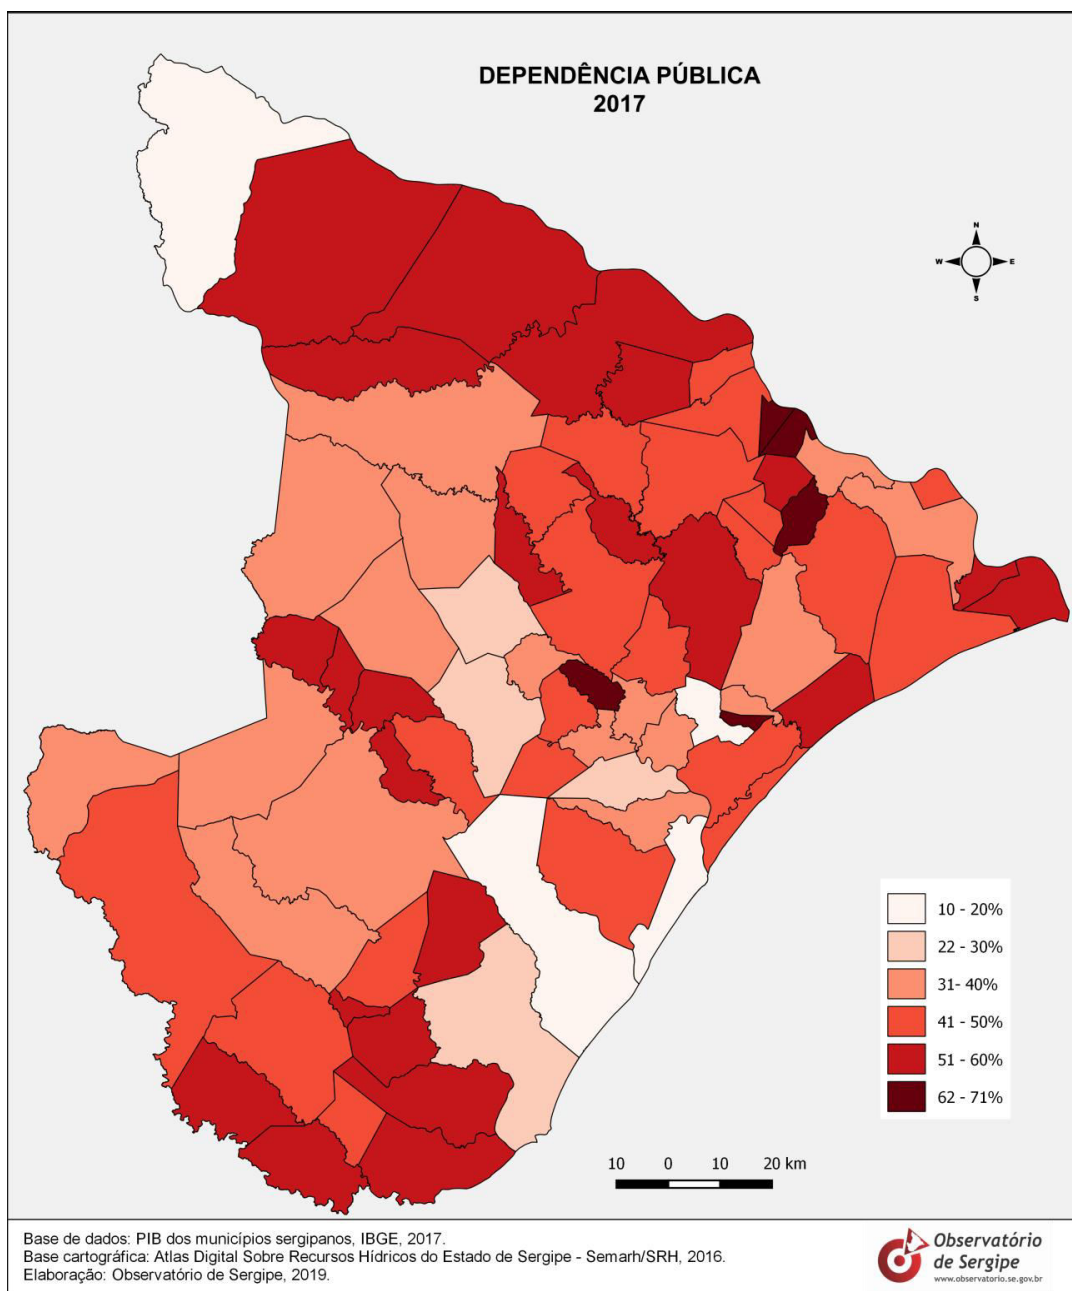 DEPENDÊNCIA PÚBLICA
2017
N
W
E
S
10 - 20%
22 - 30%
31- 40%
41 - 50%
51 - 60%
62 - 71%
10 0 10 20 km
Base de dados: PIB dos municípios sergipanos, IBGE, 2017.
Base cartográfica: Atlas Digital Sobre Recursos Hídricos do Estado de Sergipe - Semarh/SRH, 2016.
Elaboração: Observatório de Sergipe, 2019.
Observatório
de Sergipe
www.observatorio.se.gov.br